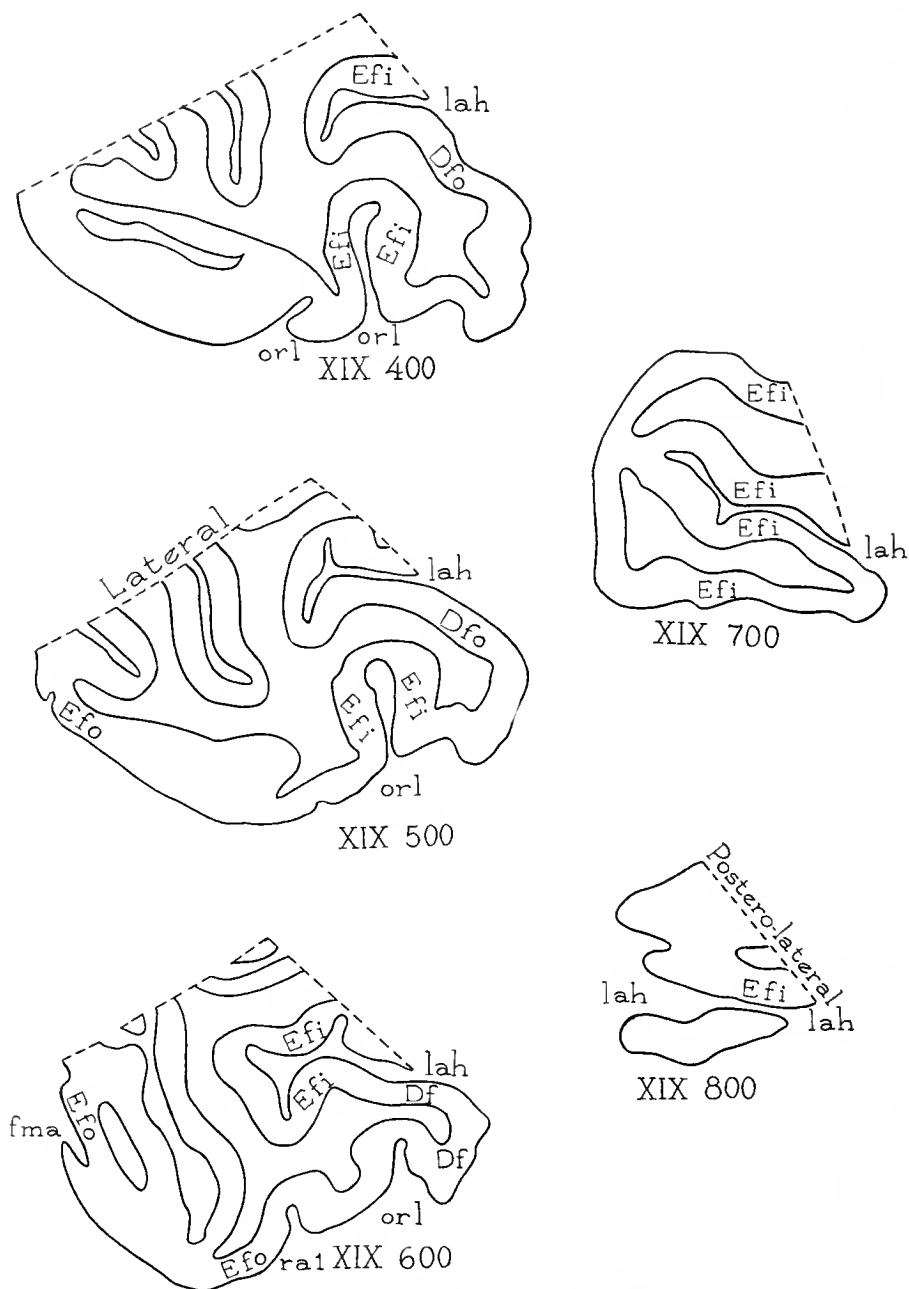 Efi
lah
Dfo
Efi
Efi
orl
orl
XIX 400
Lateral
lah
Dfo
Efo
Efi
Efi
orl
XIX 500
Efi
Efi
Efi
lah
Efi
XIX 700
Efi
lah
Efi
Df
Efo
fma
Df
orl
Efo
ra1
XIX 600
Postero-lateral
Efi
lah
lah
XIX 800